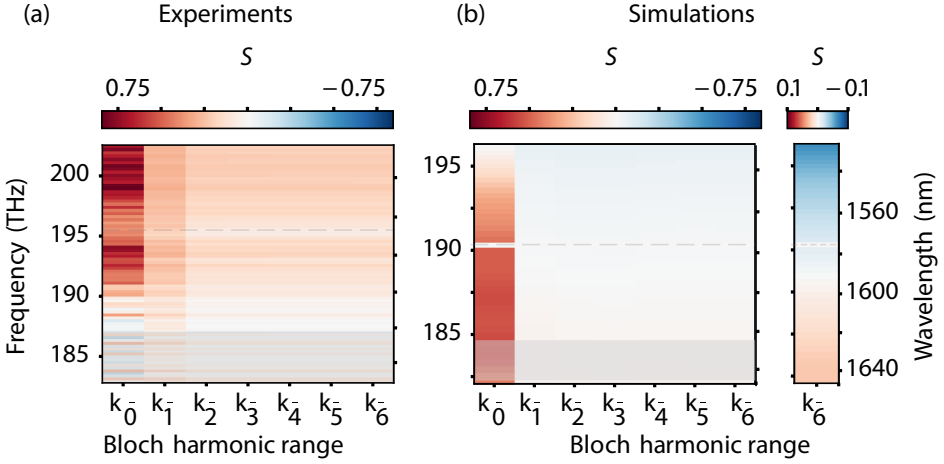 (a) Experiments
S
0.75 −0.75
Frequency (THz)
200
195
190
185
k0̄ k1̄ k2̄ k3̄ k4̄ k5̄ k6̄
Bloch harmonic range
(b) Simulations
S
0.75 −0.75
195
190
185
k0̄ k1̄ k2̄ k3̄ k4̄ k5̄ k6̄
Bloch harmonic range
S
0.1 −0.1
1560
1600
1640
Wavelength (nm)
k6̄